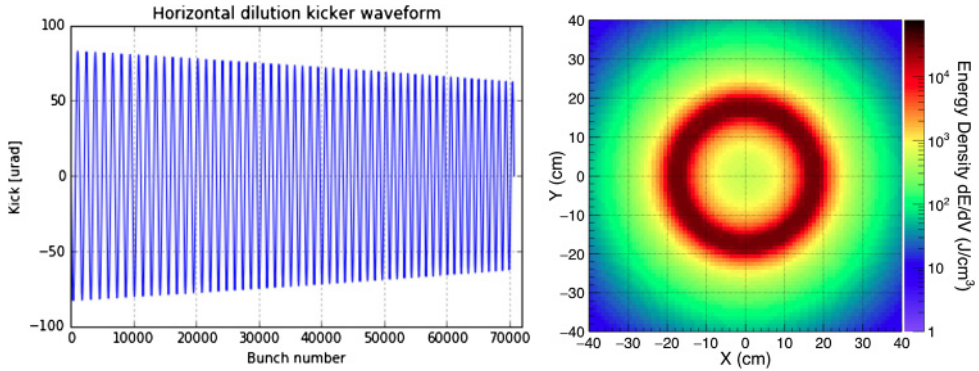 Horizontal dilution kicker waveform
100
50
0
−50
−100
Kick [urad]
0 10000 20000 30000 40000 50000 60000 70000
Bunch number
40
30
20
10
0
−10
−20
−30
−40
Y (cm)
−40 −30 −20 −10 0 10 20 30 40
X (cm)
10⁴
10³
10²
10
1
Energy Density dE/dV (J/cm³)